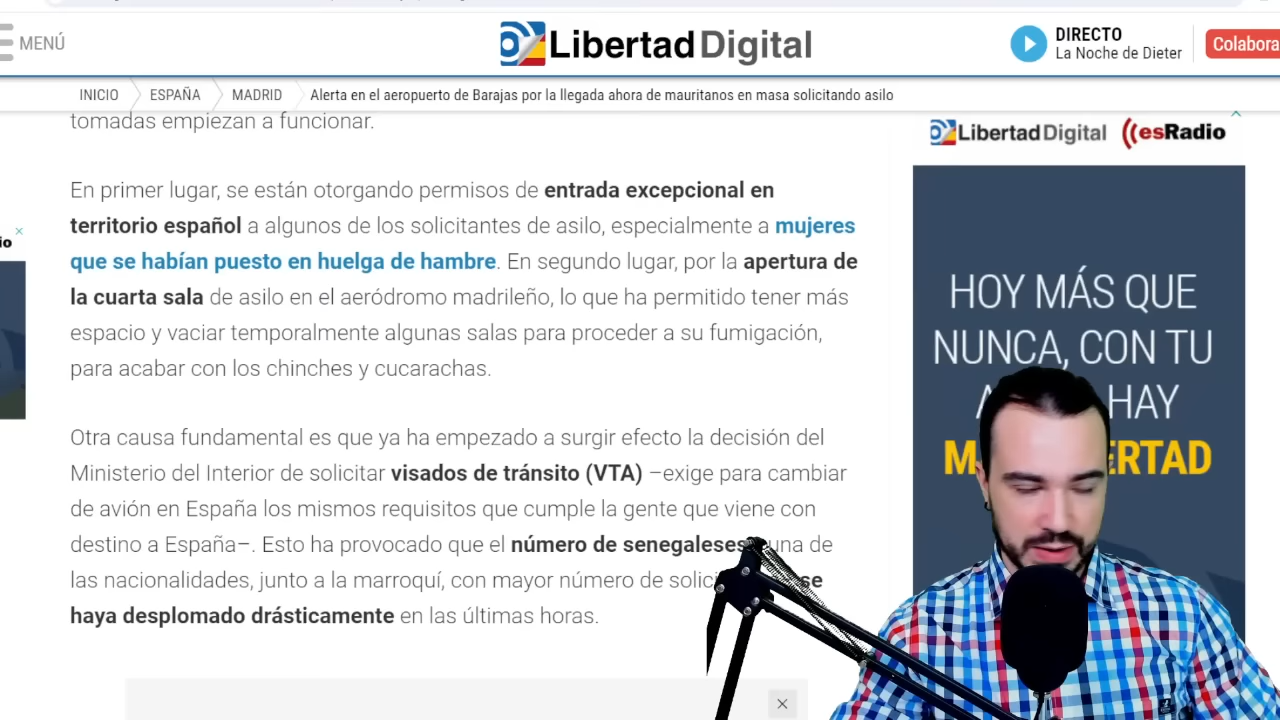 MENÚ
Libertad Digital
DIRECTO
La Noche de Dieter
Colabora
INICIO
ESPAÑA
MADRID
Alerta en el aeropuerto de Barajas por la llegada ahora de mauritanos en masa solicitando asilo
tomadas empiezan a funcionar.
En primer lugar, se están otorgando permisos de entrada excepcional en
territorio español a algunos de los solicitantes de asilo, especialmente a mujeres
que se habían puesto en huelga de hambre. En segundo lugar, por la apertura de
la cuarta sala de asilo en el aeródromo madrileño, lo que ha permitido tener más
espacio y vaciar temporalmente algunas salas para proceder a su fumigación,
para acabar con los chinches y cucarachas.
Otra causa fundamental es que ya ha empezado a surgir efecto la decisión del
Ministerio del Interior de solicitar visados de tránsito (VTA) –exige para cambiar
de avión en España los mismos requisitos que cumple la gente que viene con
destino a España–. Esto ha provocado que el número de senegaleses una de
las nacionalidades, junto a la marroquí, con mayor número de solici se
haya desplomado drásticamente en las últimas horas.
io
Libertad Digital esRadio
HOY MÁS QUE
NUNCA, CON TU
A HAY
M ERTAD